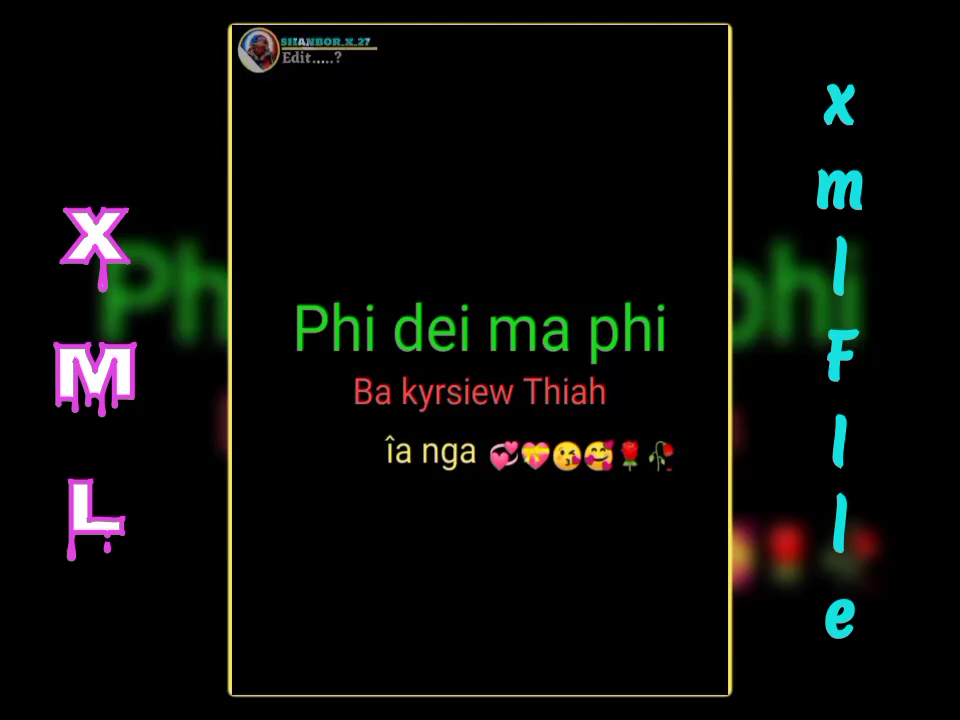 SHANBOR_X_27
Edit.....?
Phi dei ma phi
Ba kyrsiew Thiah
îa nga 💞💝😘🥰🌹🥀
X
M
L
x
m
l
F
I
l
e